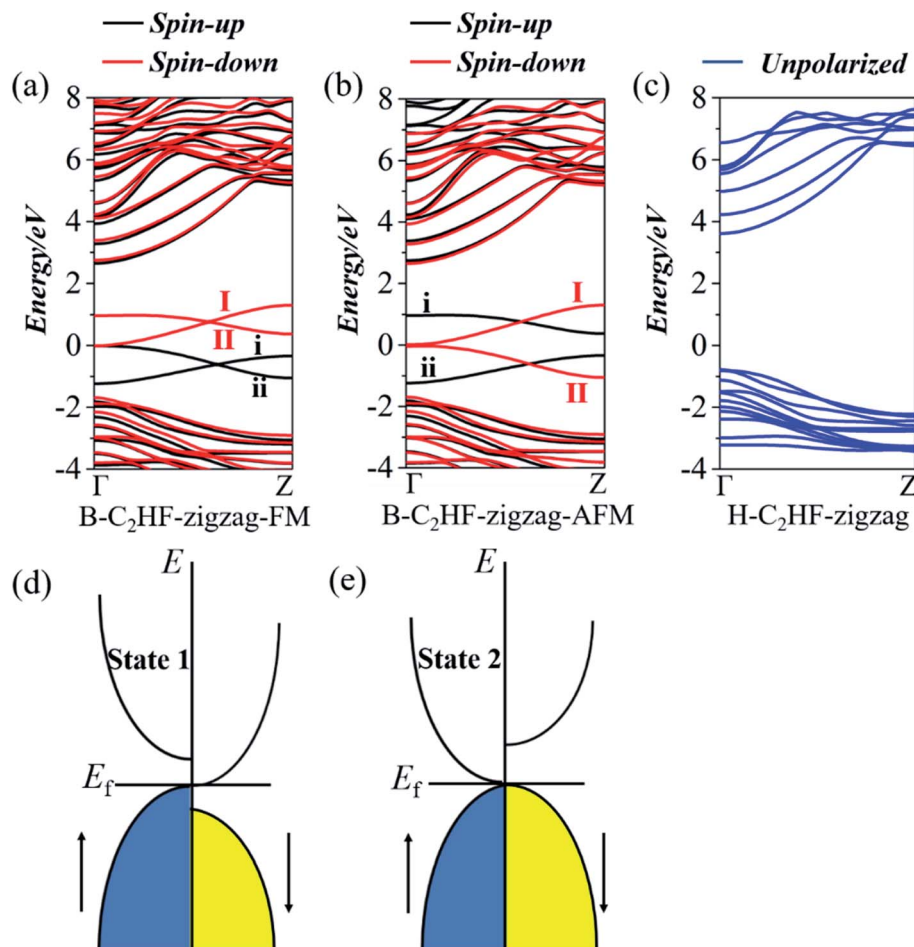 Spin-up
Spin-down
Spin-up
Spin-down
Unpolarized
(a)
(b)
(c)
Energy/eV
8
6
4
2
0
-2
-4
I
II
i
ii
Γ
Z
B-C₂HF-zigzag-FM
Energy/eV
8
6
4
2
0
-2
-4
i
I
ii
II
Γ
Z
B-C₂HF-zigzag-AFM
Energy/eV
8
6
4
2
0
-2
-4
Γ
Z
H-C₂HF-zigzag
(d)
E
State 1
E_f
(e)
E
State 2
E_f